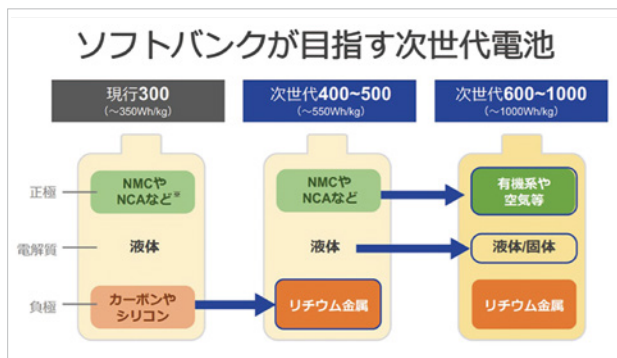 ソフトバンクが目指す次世代電池
現行300
(～350Wh/kg)
次世代400~500
(～550Wh/kg)
次世代600~1000
(～1000Wh/kg)
正極
NMCや
NCAなど※
NMCや
NCAなど
有機系や
空気等
電解質
液体
液体
液体/固体
負極
カーボンや
シリコン
リチウム金属
リチウム金属